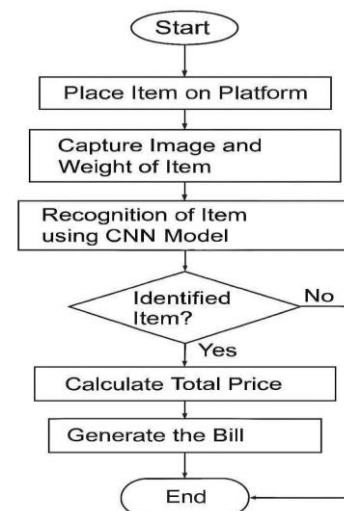 Start
Place Item on Platform
Capture Image and
Weight of Item
Recognition of Item
using CNN Model
Identified
Item?
No
Yes
Calculate Total Price
Generate the Bill
End